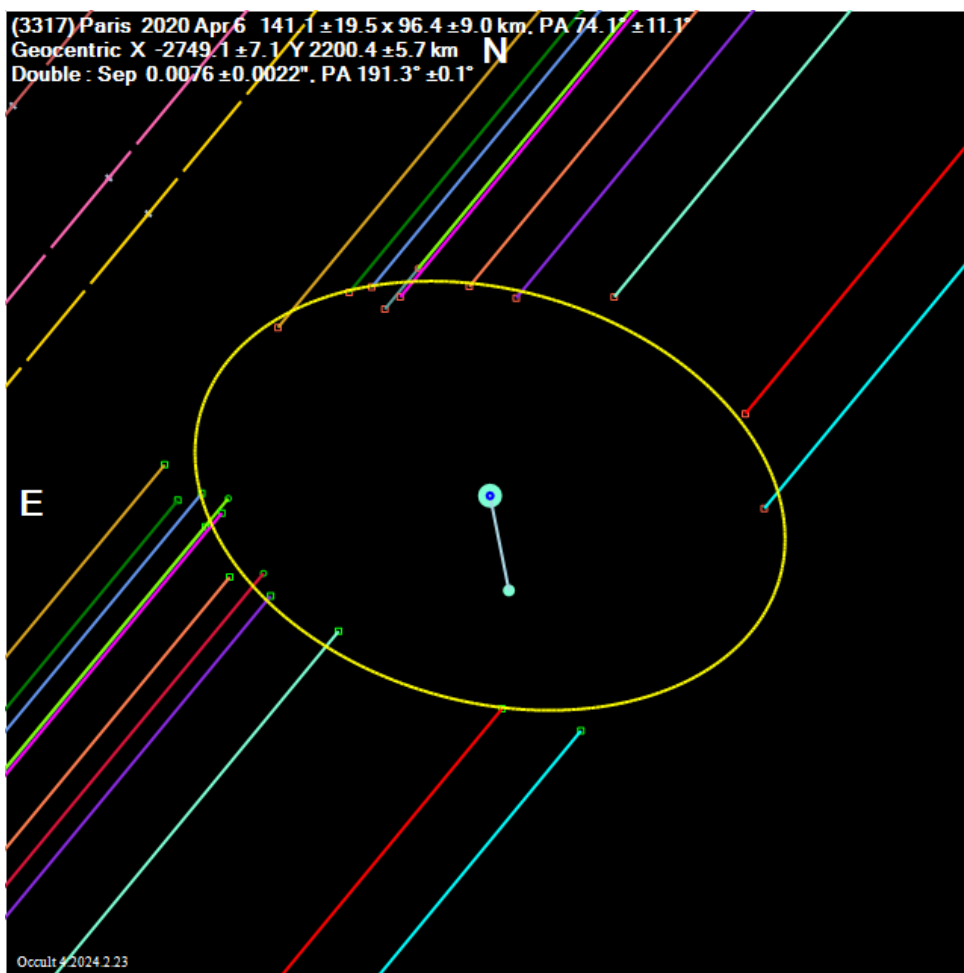 (3317) Paris 2020 Apr 6 141.1 ±19.5 x 96.4 ±9.0 km, PA 74.1° ±11.1°
Geocentric X -2749.1 ±7.1 Y 2200.4 ±5.7 km
N
Double : Sep 0.0076 ±0.0022", PA 191.3° ±0.1°
E
Occult 4.2024.2.23